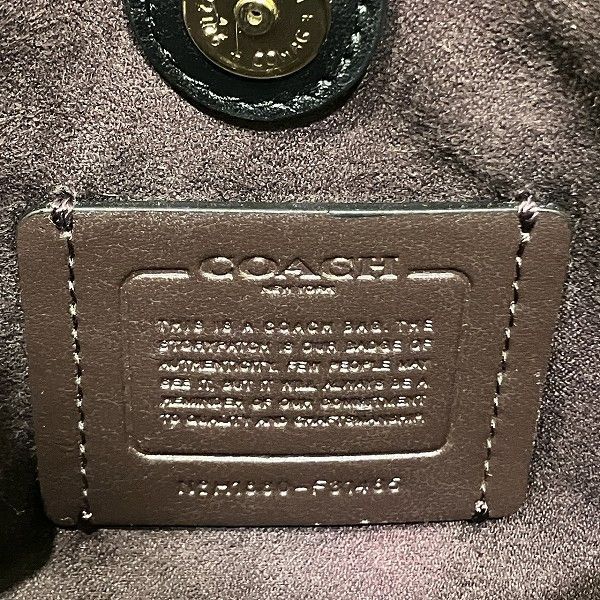 COACH
NEW YORK
THIS IS A COACH BAG. THE
STORYPATCH IS OUR BADGE OF
AUTHENTICITY. FEW PEOPLE MAY
SEE IT, BUT IT WILL ALWAYS BE A
REMINDER OF OUR COMMITMENT
TO QUALITY AND CRAFTSMANSHIP.